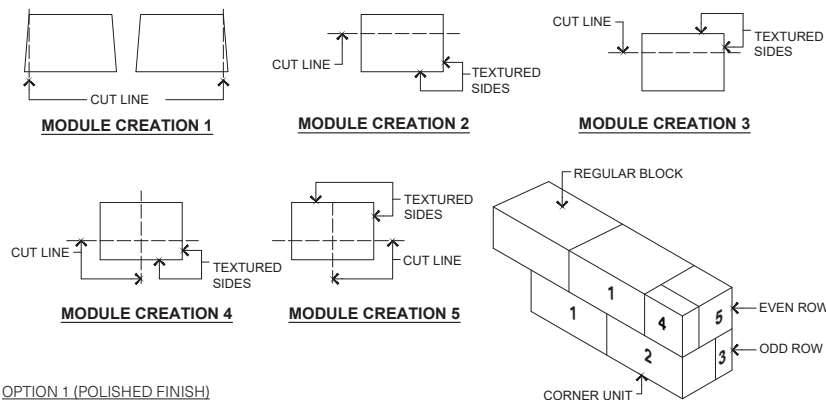 CUT LINE
MODULE CREATION 1
CUT LINE
TEXTURED
SIDES
MODULE CREATION 2
CUT LINE
TEXTURED
SIDES
MODULE CREATION 3
CUT LINE
TEXTURED
SIDES
MODULE CREATION 4
TEXTURED
SIDES
CUT LINE
MODULE CREATION 5
REGULAR BLOCK
1
1
4
5
2
3
EVEN ROW
ODD ROW
CORNER UNIT
OPTION 1 (POLISHED FINISH)